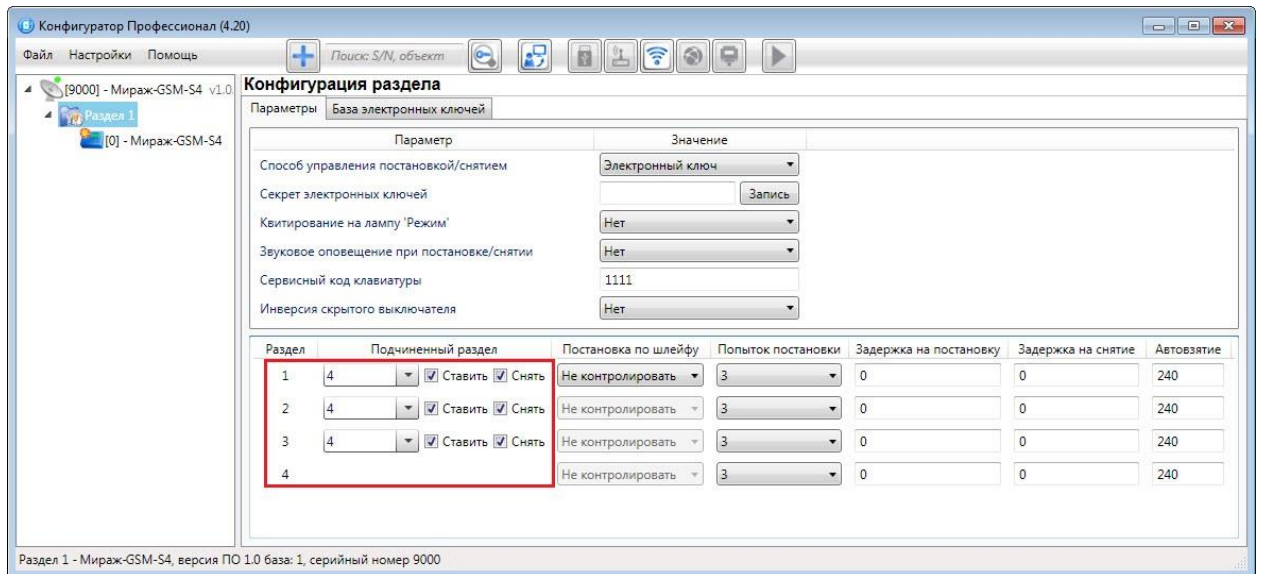 Конфигуратор Профессионал (4.20)
Файл Настройки Помощь Поиск: S/N, объект
[9000] - Мираж-GSM-S4 v1.0
Раздел 1
[0] - Мираж-GSM-S4
Конфигурация раздела
Параметры База электронных ключей
Параметр Значение
Способ управления постановкой/снятием Электронный ключ
Секрет электронных ключей Запись
Квитирование на лампу 'Режим' Нет
Звуковое оповещение при постановке/снятии Нет
Сервисный код клавиатуры 1111
Инверсия скрытого выключателя Нет
Раздел Подчиненный раздел Постановка по шлейфу Попыток постановки Задержка на постановку Задержка на снятие Автовзятие
1 4 Ставить Снять Не контролировать 3 0 0 240
2 4 Ставить Снять Не контролировать 3 0 0 240
3 4 Ставить Снять Не контролировать 3 0 0 240
4 Не контролировать 3 0 0 240
Раздел 1 - Мираж-GSM-S4, версия ПО 1.0 база: 1, серийный номер 9000